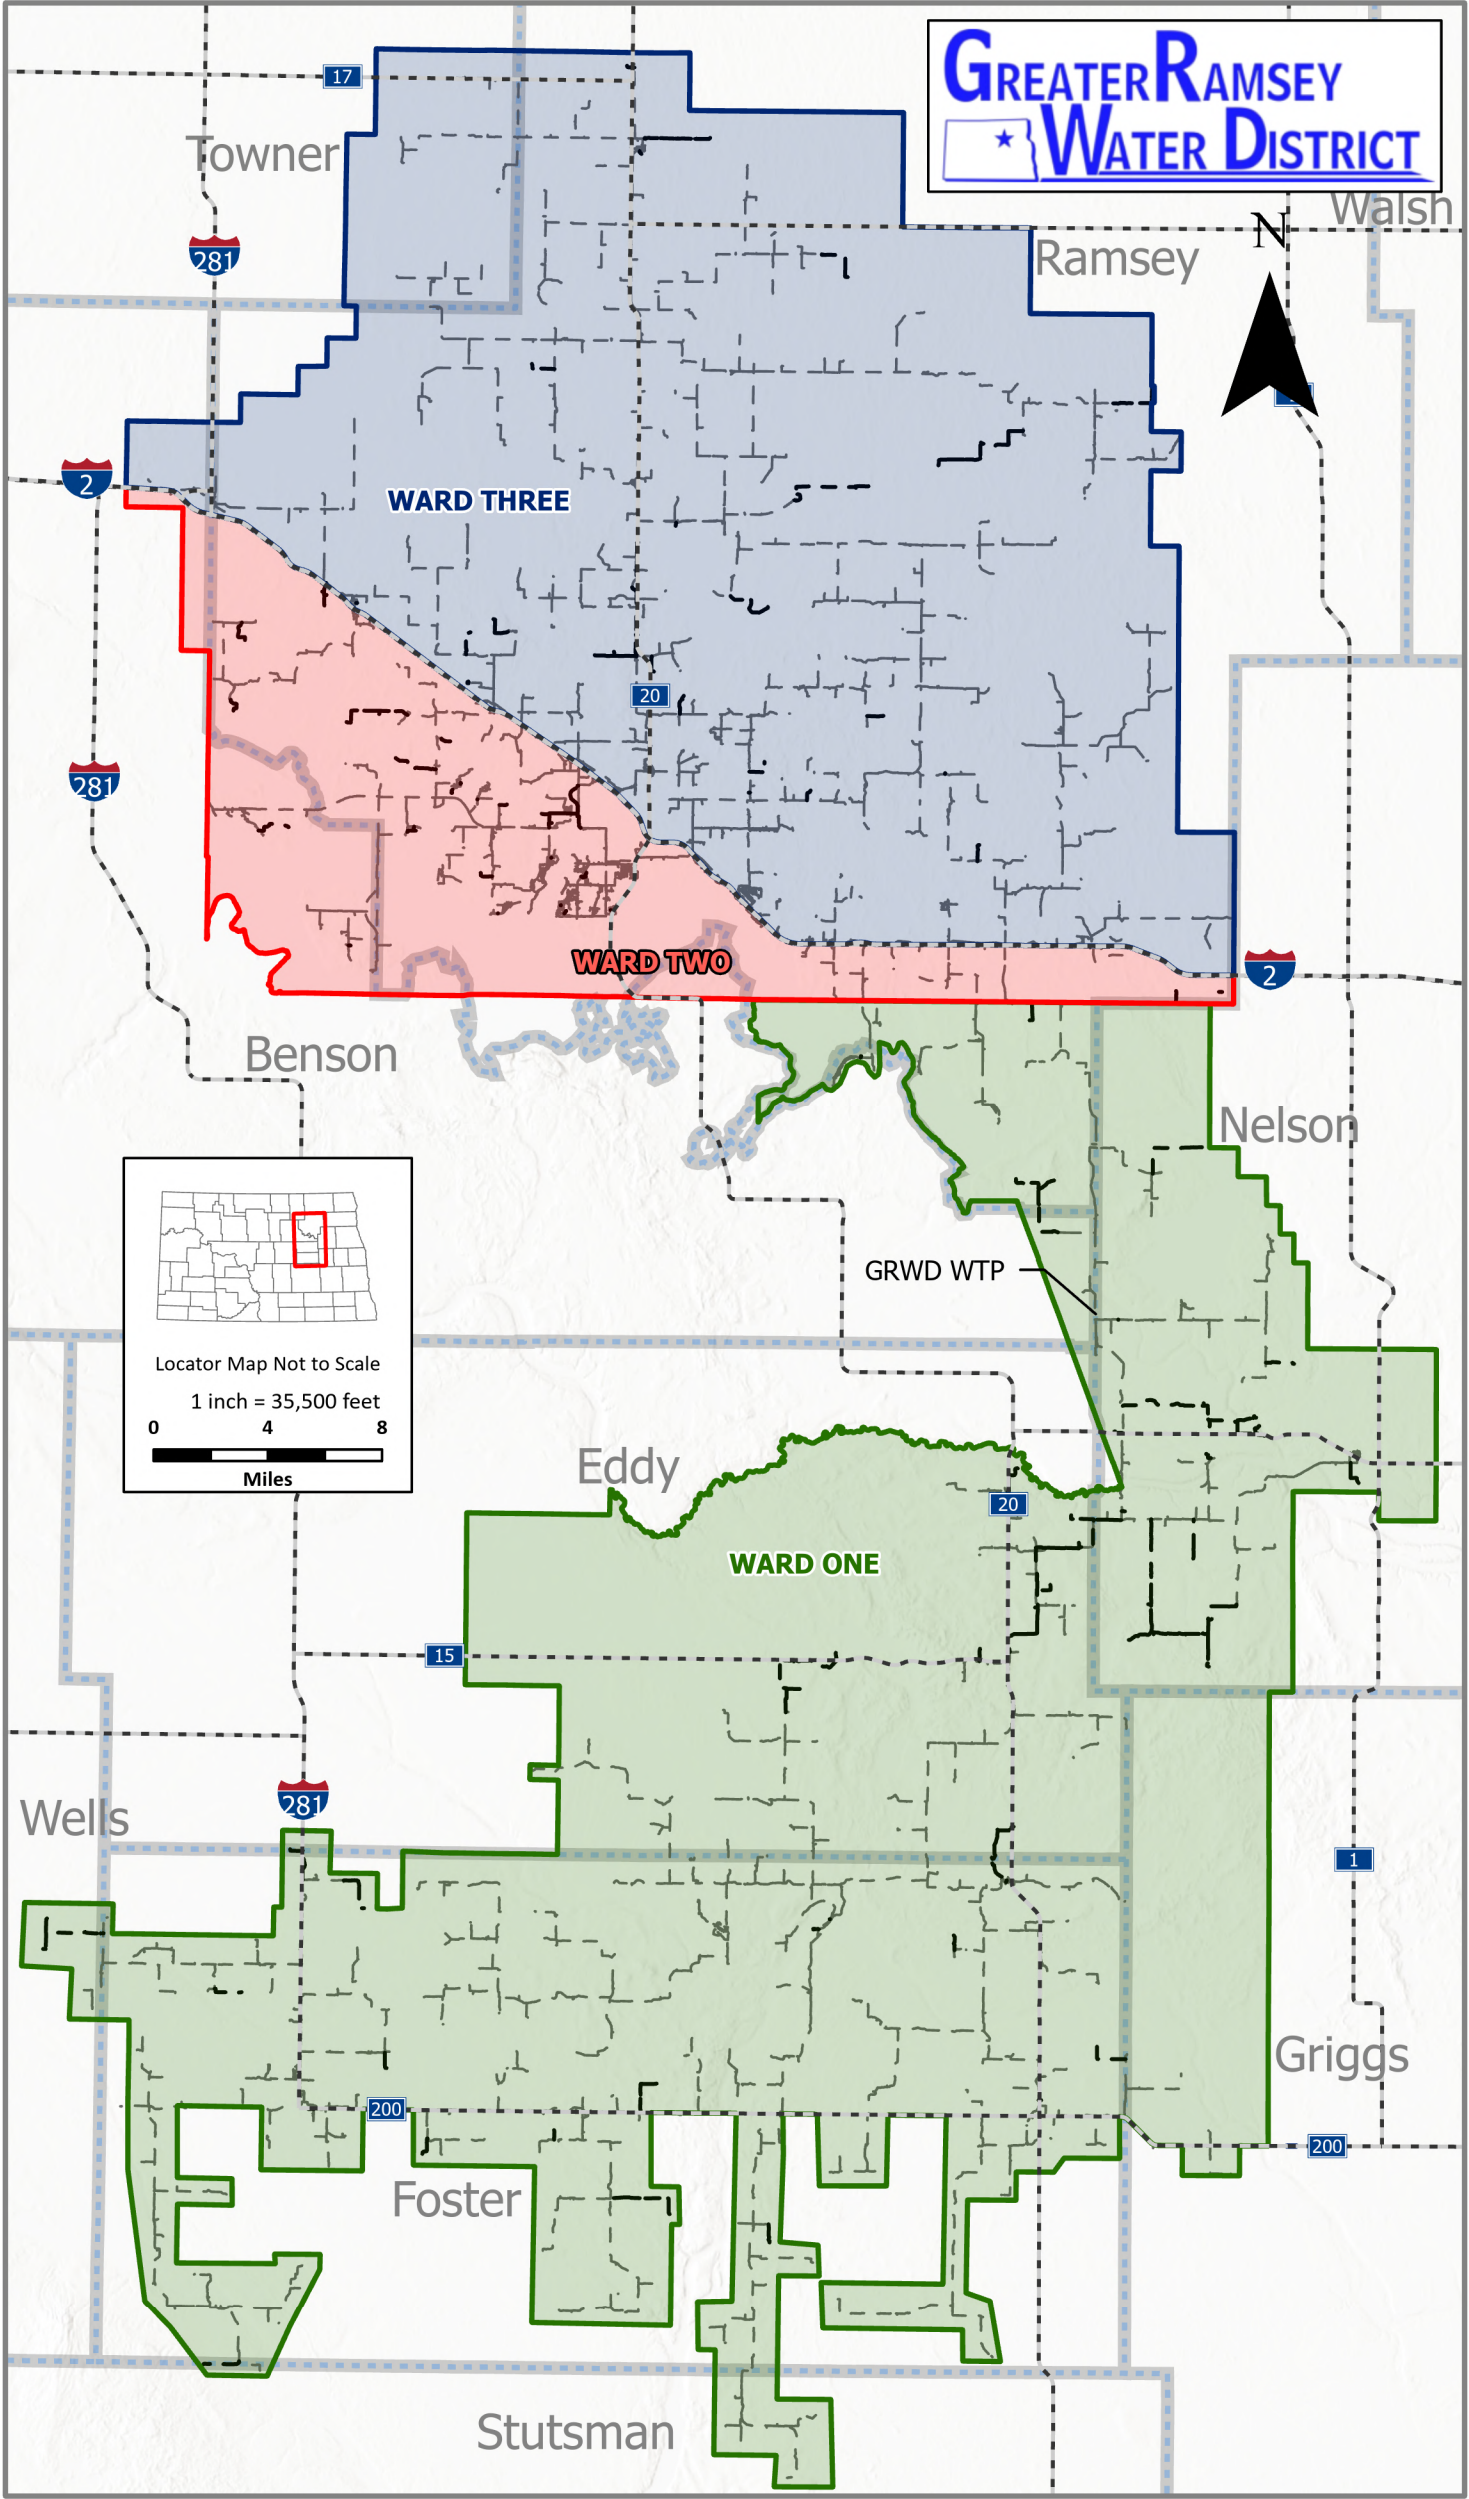 GREATER RAMSEY
WATER DISTRICT
17
Towner
Walsh
N
281
Ramsey
2
WARD THREE
20
281
WARD TWO
2
Benson
Nelson
GRWD WTP
Locator Map Not to Scale
1 inch = 35,500 feet
0 4 8
Miles
Eddy
20
WARD ONE
15
281
Wells
1
Griggs
200
200
Foster
Stutsman